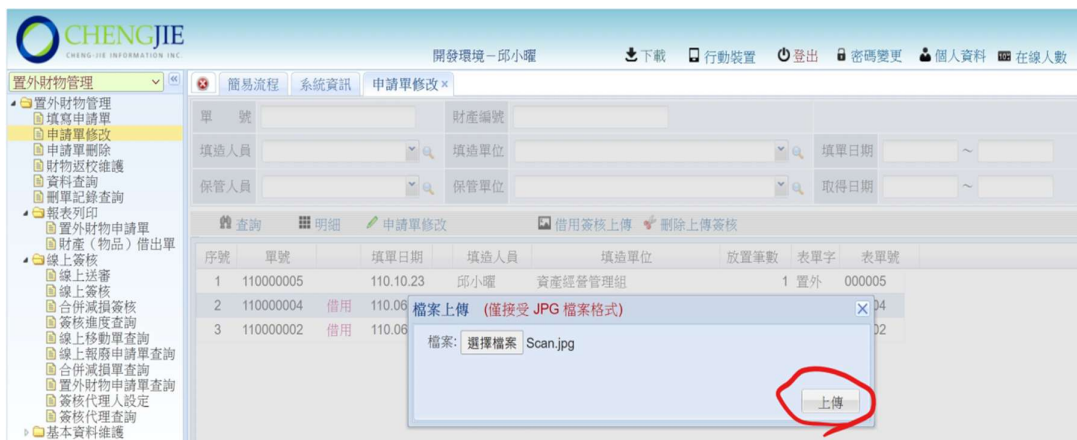 CHENGJIE
CHENG-JIE INFORMATION INC.
開發環境－邱小曜 下載 行動裝置 登出 密碼變更 個人資料 在線人數
置外財物管理 簡易流程 系統資訊 申請單修改×
置外財物管理
填寫申請單
申請單修改
申請單刪除
財物返校維護
資料查詢
刪單記錄查詢
報表列印
置外財物申請單
財產（物品）借出單
線上簽核
線上送審
線上簽核
合併減損簽核
簽核進度查詢
線上移動單查詢
線上報廢申請單查詢
合併減損單查詢
置外財物申請單查詢
簽核代理人設定
簽核代理查詢
基本資料維護
單 號 財產編號
填造人員 填造單位 填單日期 ~
保管人員 保管單位 取得日期 ~
查詢 明細 申請單修改 借用簽核上傳 刪除上傳簽核
序號 單號 填單日期 填造人員 填造單位 放置筆數 表單字 表單號
1 110000005 110.10.23 邱小曜 資產經營管理組 1 置外 000005
2 110000004 借用 110.06 04
3 110000002 借用 110.06 02
檔案上傳 (僅接受 JPG 檔案格式)
檔案: 選擇檔案 Scan.jpg
上傳